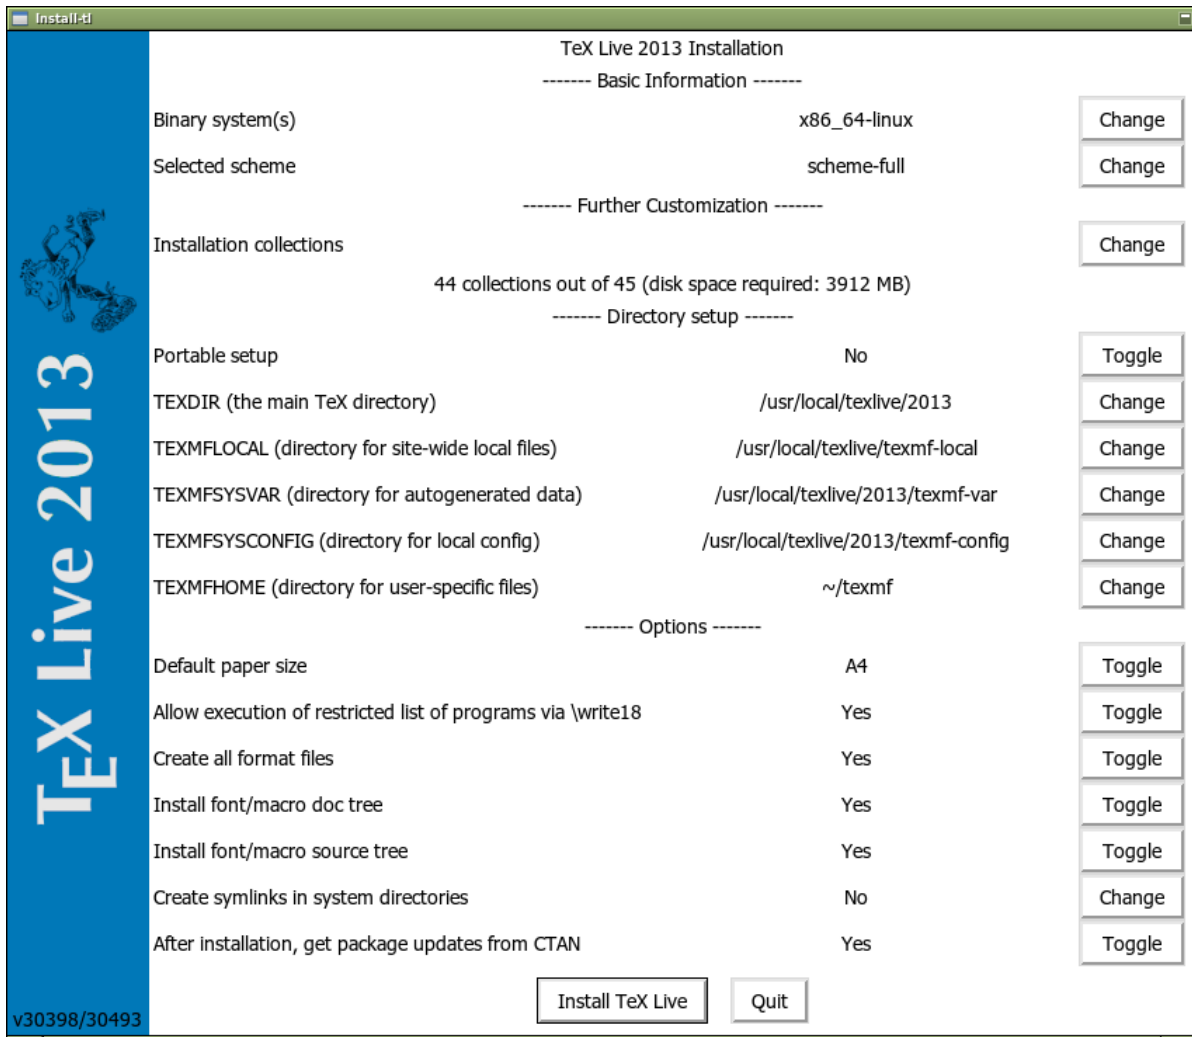 install-tl
TeX Live 2013 Installation
------- Basic Information -------
Binary system(s) x86_64-linux Change
Selected scheme scheme-full Change
------- Further Customization -------
Installation collections Change
44 collections out of 45 (disk space required: 3912 MB)
------- Directory setup -------
Portable setup No Toggle
TEXDIR (the main TeX directory) /usr/local/texlive/2013 Change
TEXMFLOCAL (directory for site-wide local files) /usr/local/texlive/texmf-local Change
TEXMFSYSVAR (directory for autogenerated data) /usr/local/texlive/2013/texmf-var Change
TEXMFSYSCONFIG (directory for local config) /usr/local/texlive/2013/texmf-config Change
TEXMFHOME (directory for user-specific files) ~/texmf Change
------- Options -------
Default paper size A4 Toggle
Allow execution of restricted list of programs via \write18 Yes Toggle
Create all format files Yes Toggle
Install font/macro doc tree Yes Toggle
Install font/macro source tree Yes Toggle
Create symlinks in system directories No Change
After installation, get package updates from CTAN Yes Toggle
Install TeX Live Quit
TEX Live 2013
v30398/30493